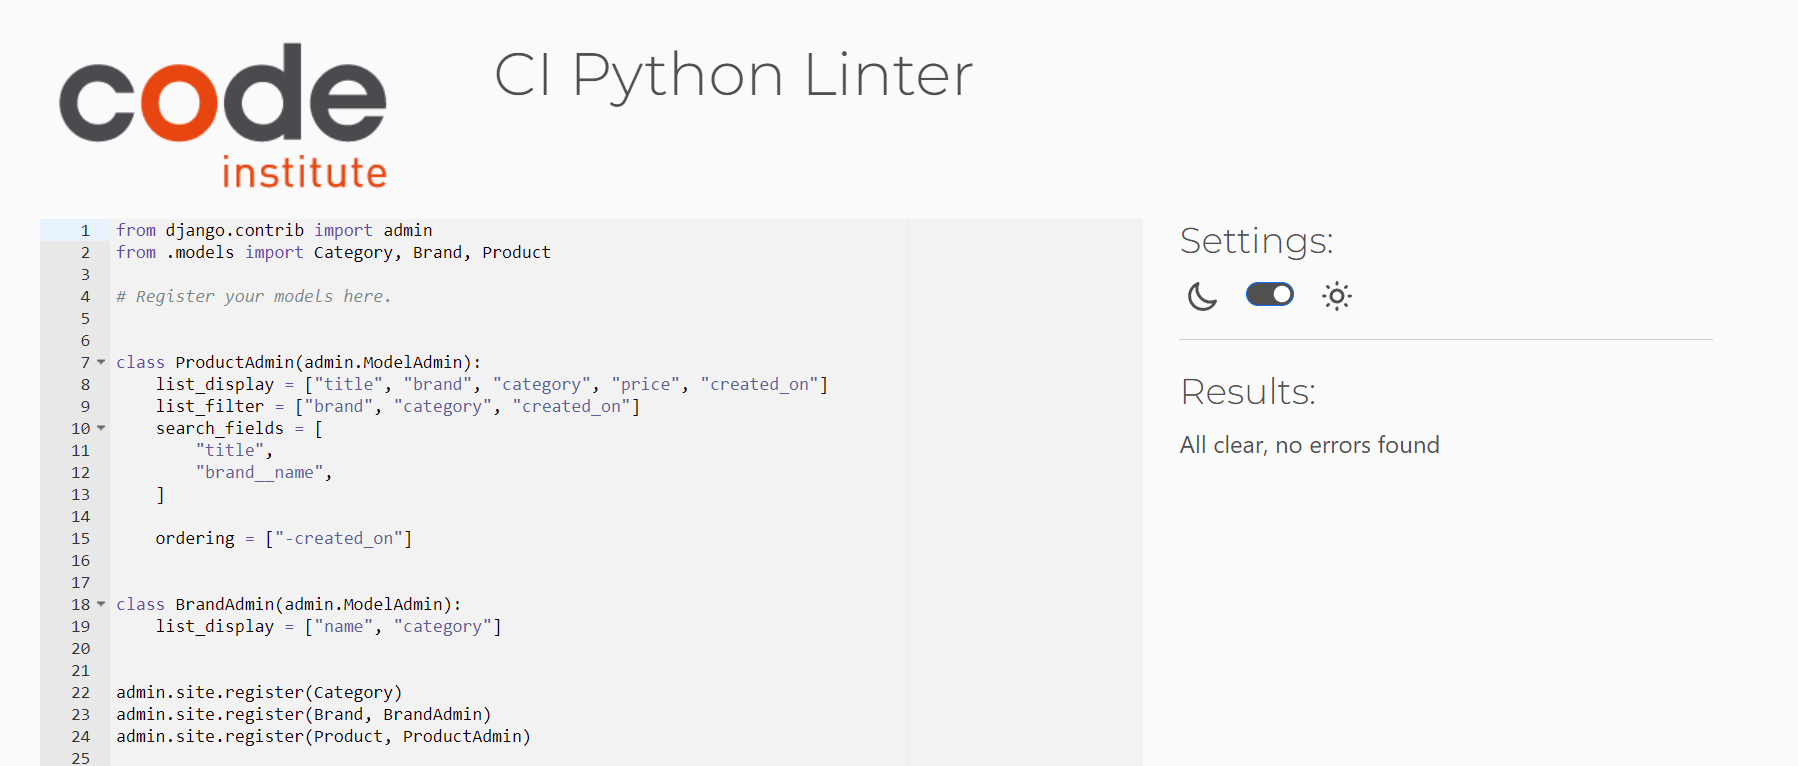 code
institute
CI Python Linter
1 from django.contrib import admin
2 from .models import Category, Brand, Product
3
4 # Register your models here.
5
6
7 class ProductAdmin(admin.ModelAdmin):
8     list_display = ["title", "brand", "category", "price", "created_on"]
9     list_filter = ["brand", "category", "created_on"]
10     search_fields = [
11         "title",
12         "brand__name",
13     ]
14
15     ordering = ["-created_on"]
16
17
18 class BrandAdmin(admin.ModelAdmin):
19     list_display = ["name", "category"]
20
21
22 admin.site.register(Category)
23 admin.site.register(Brand, BrandAdmin)
24 admin.site.register(Product, ProductAdmin)
25
Settings:
Results:
All clear, no errors found